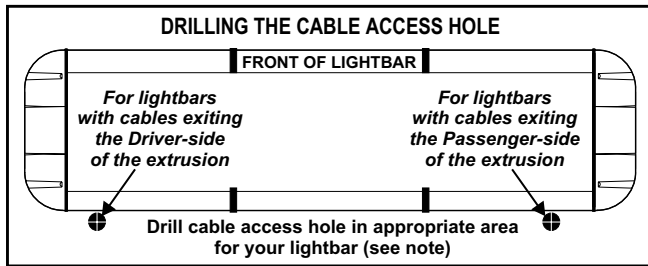 DRILLING THE CABLE ACCESS HOLE
FRONT OF LIGHTBAR
For lightbars
with cables exiting
the Driver-side
of the extrusion
For lightbars
with cables exiting
the Passenger-side
of the extrusion
Drill cable access hole in appropriate area
for your lightbar (see note)